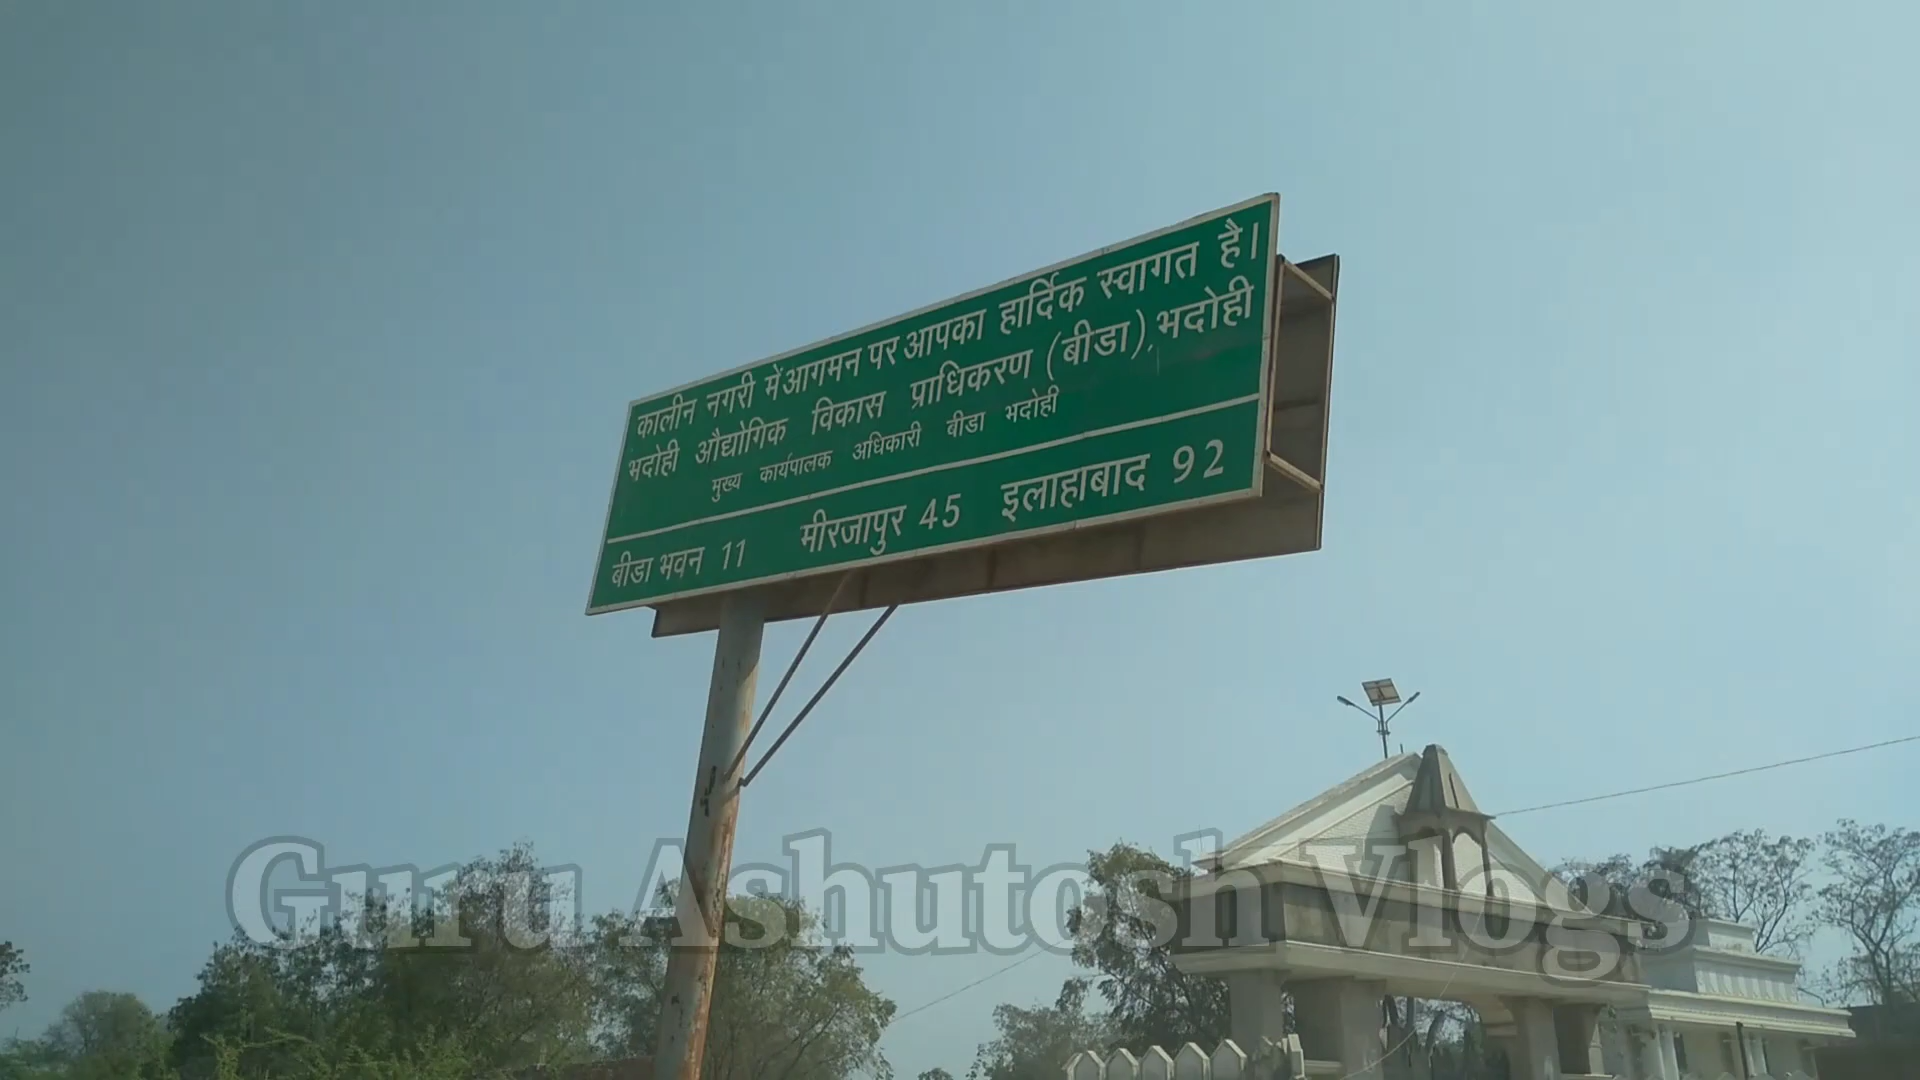 कालीन नगरी में आगमन पर आपका हार्दिक स्वागत है।
भदोही औद्योगिक विकास प्राधिकरण (बीडा), भदोही
मुख्य कार्यपालक अधिकारी बीडा भदोही
बीडा भवन 11 मीरजापुर 45 इलाहाबाद 92
Guru Ashutosh Vlogs